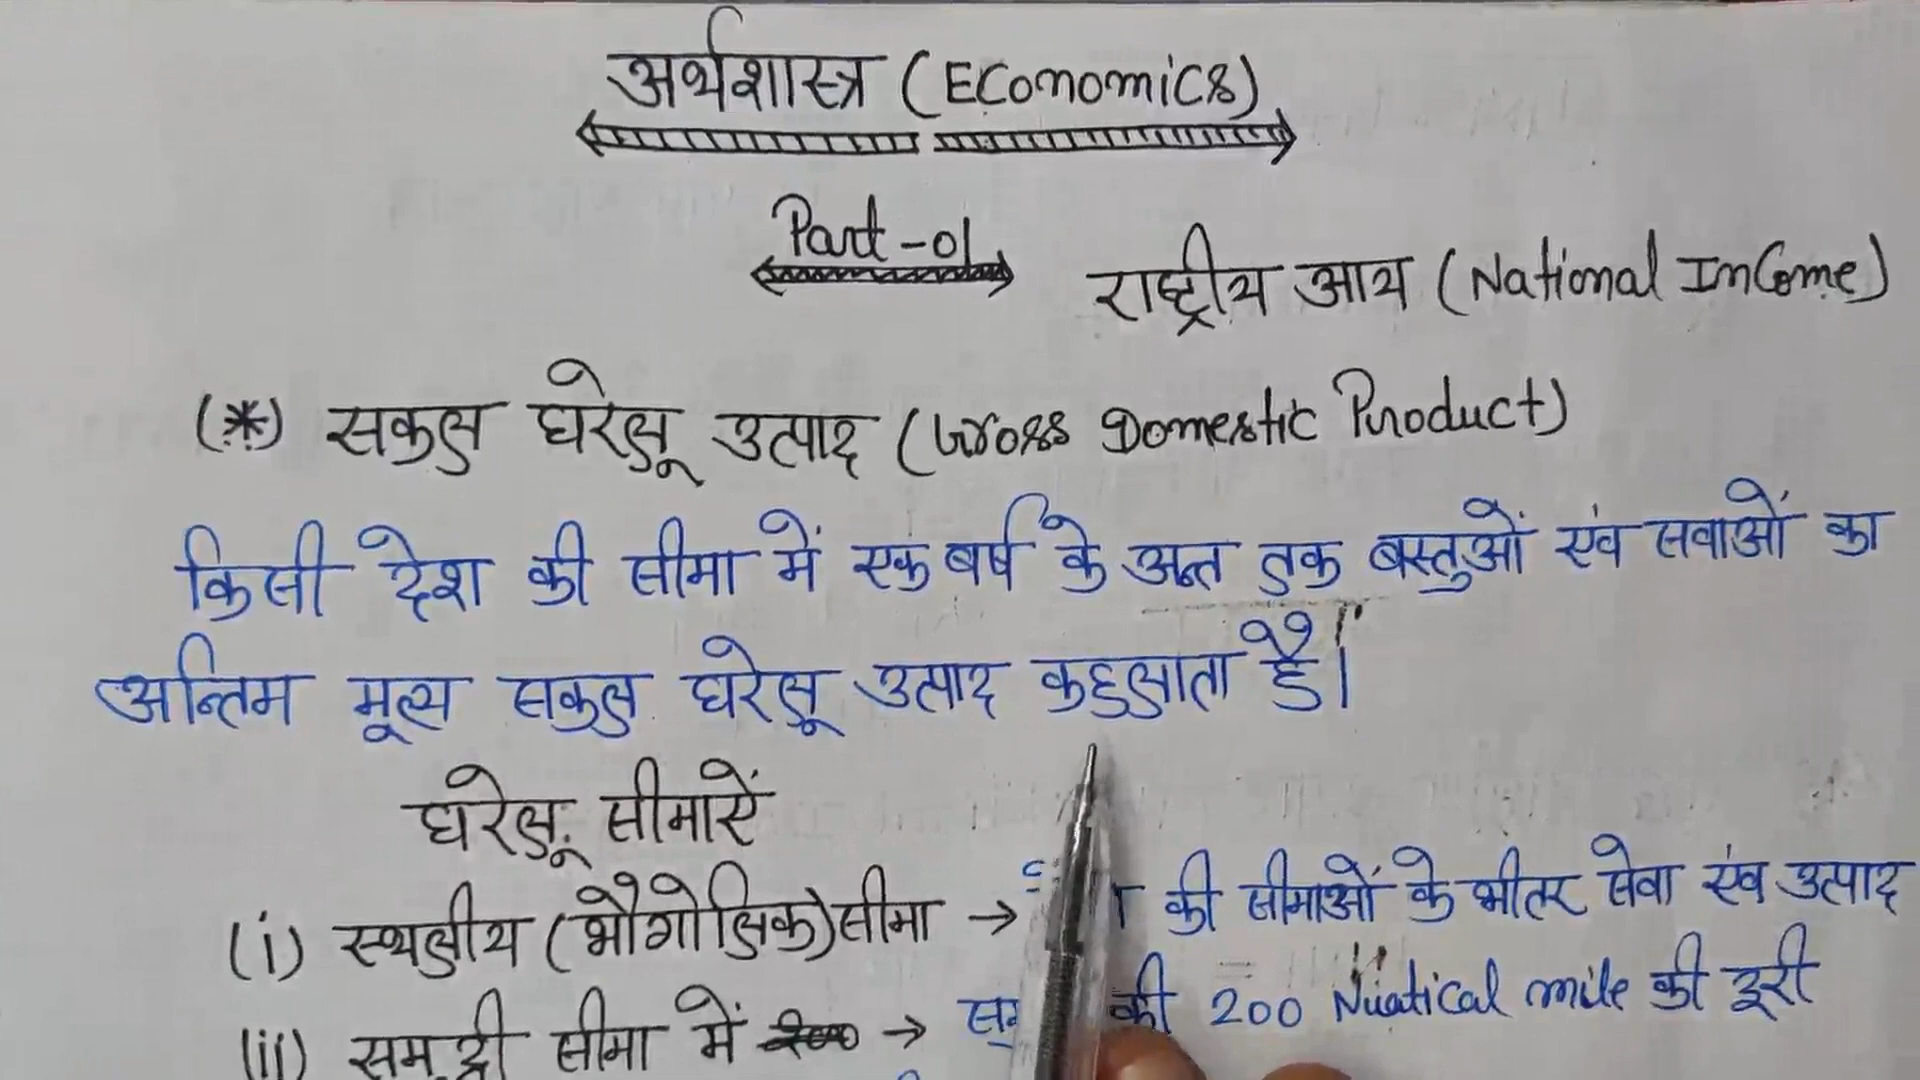 अर्थशास्त्र (Economics)
Part-01
राष्ट्रीय आय (National Income)
(*) सकल घरेलू उत्पाद (Gross Domestic Product)
किसी देश की सीमा में एक बर्ष के अन्त तक बस्तुओं एंव सवाओं का
अन्तिम मूल्य सकल घरेलू उत्पाद कहलाता है।
घरेलू सीमाऐं
(i) स्थलीय (भौगोलिक) सीमा → की सीमाओं के भीतर सेवा एंव उत्पाद
(ii) समुद्री सीमा में → की 200 Nuatical mile की दूरी